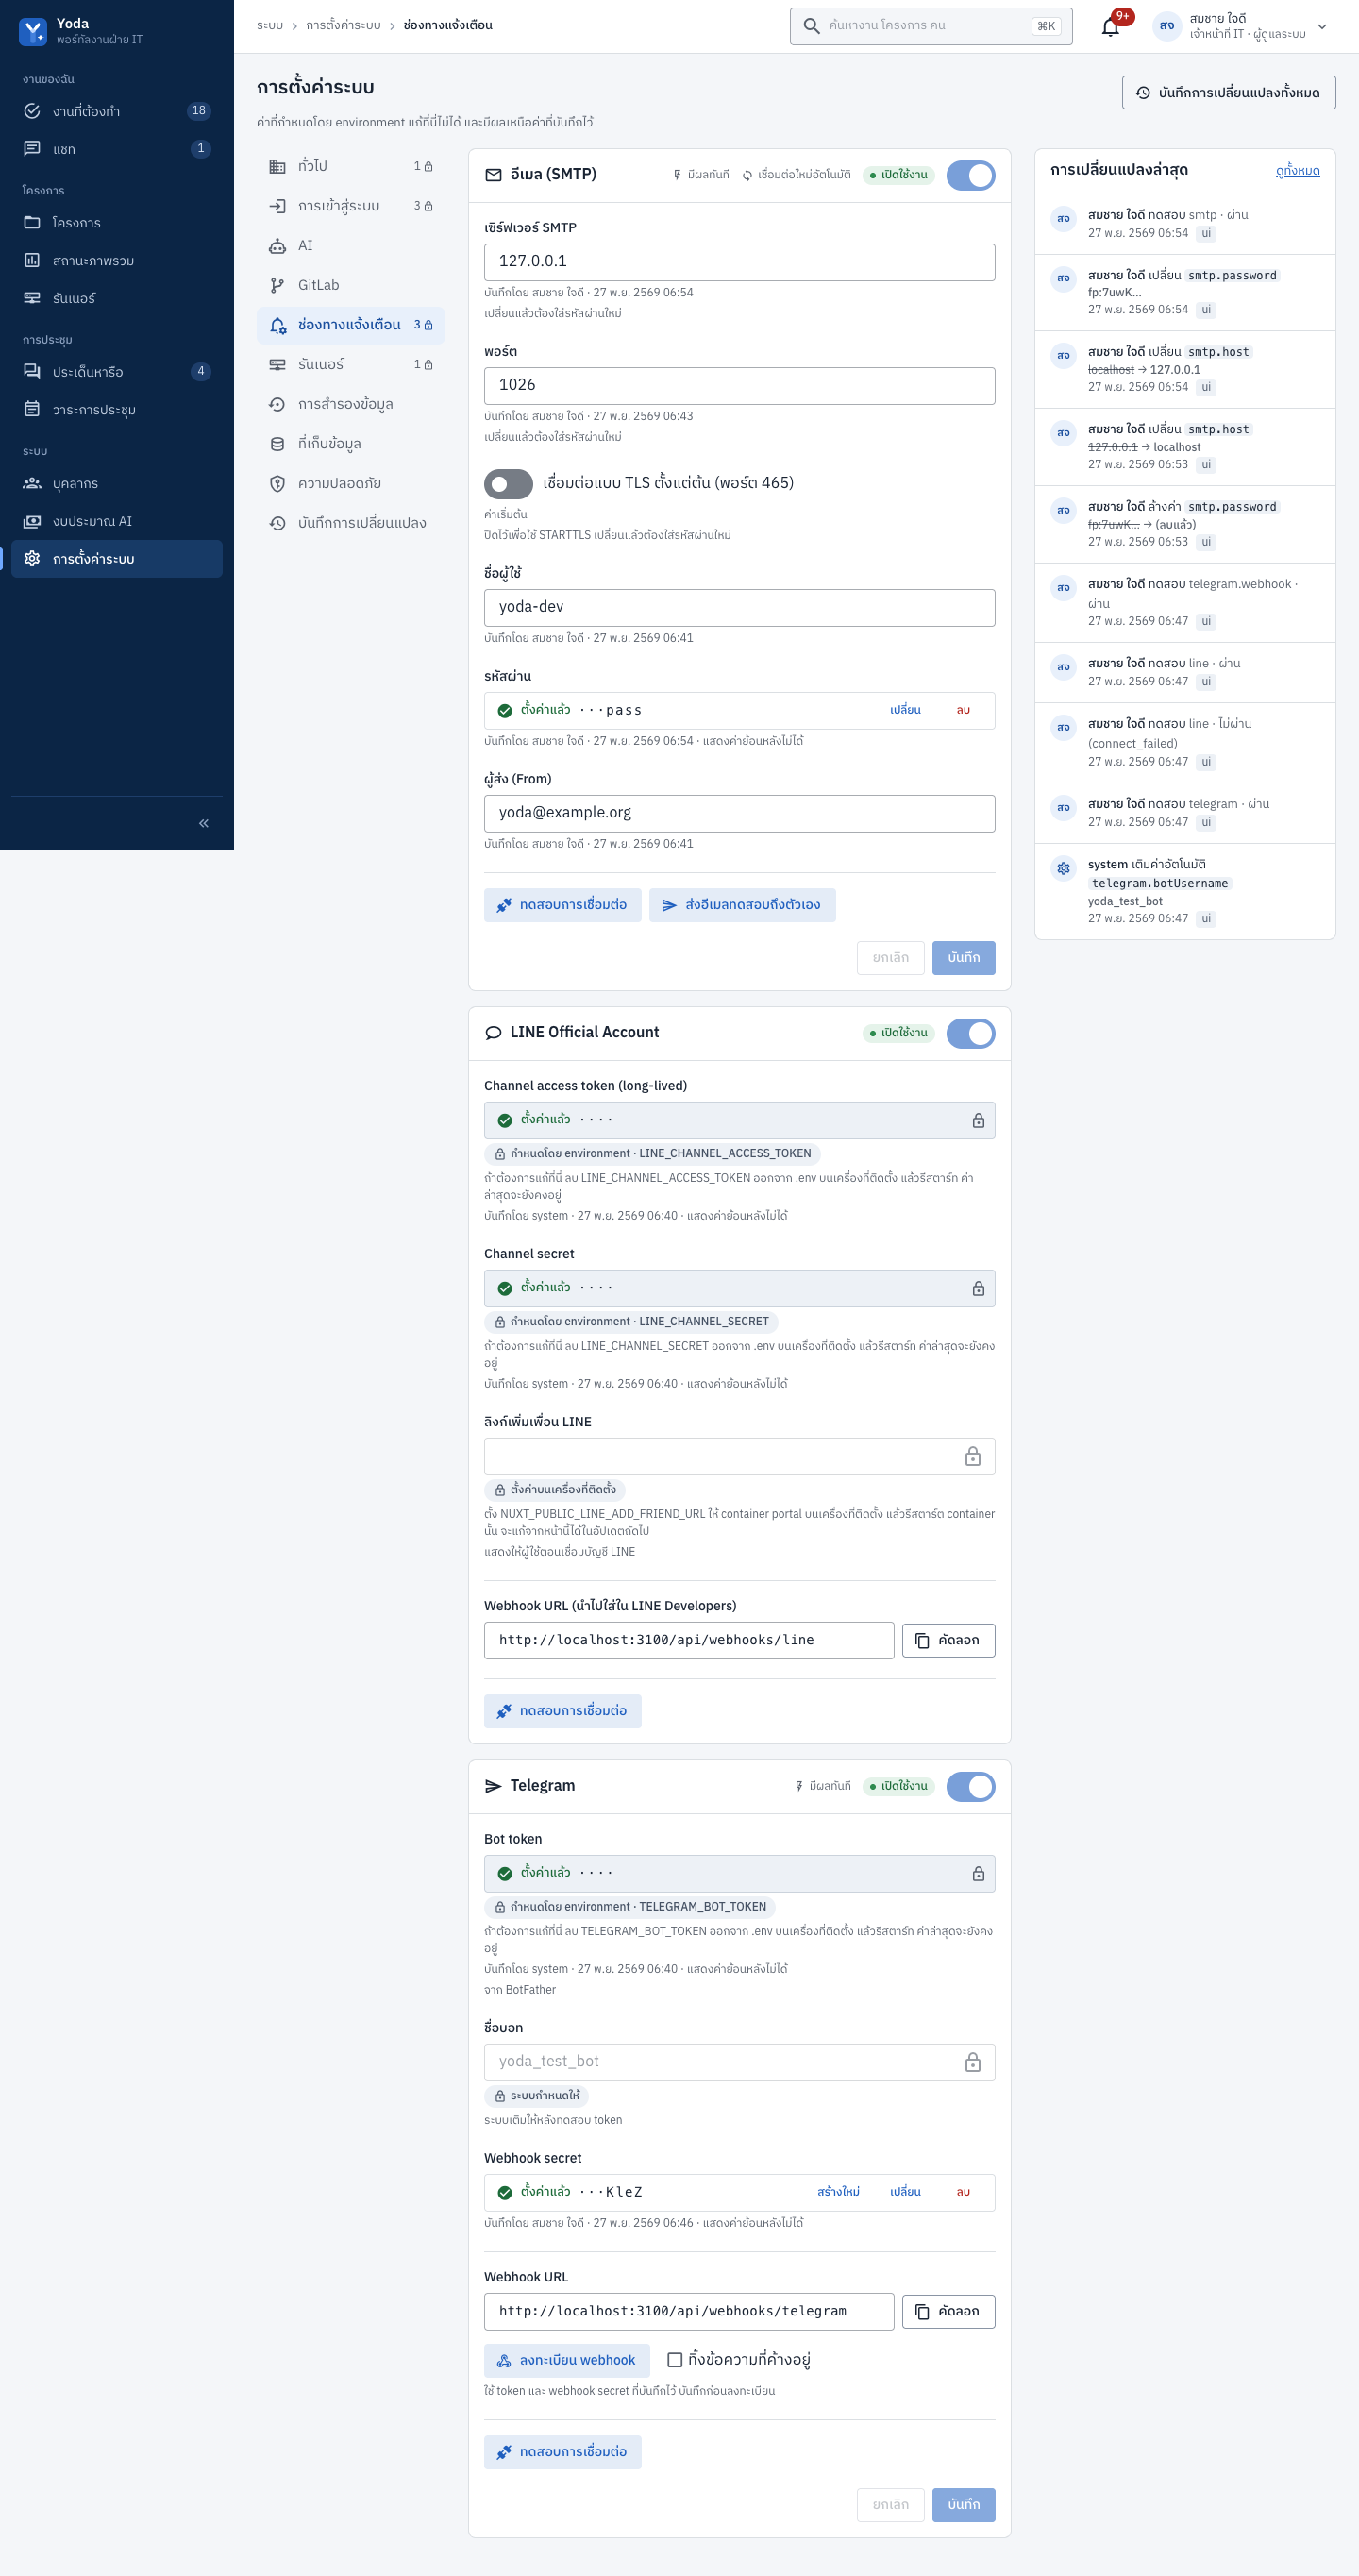 Yoda
พอร์ทัลงานฝ่าย IT
งานของฉัน
งานที่ต้องทำ 18
แชท 1
โครงการ
โครงการ
สถานะภาพรวม
รันเนอร์
การประชุม
ประเด็นหารือ 4
วาระการประชุม
ระบบ
บุคลากร
งบประมาณ AI
การตั้งค่าระบบ
ระบบ › การตั้งค่าระบบ › ช่องทางแจ้งเตือน
ค้นหางาน โครงการ คน ⌘K
9+
สจ
สมชาย ใจดี
เจ้าหน้าที่ IT · ผู้ดูแลระบบ
การตั้งค่าระบบ
ค่าที่กำหนดโดย environment แก้ที่นี่ไม่ได้ และมีผลเหนือค่าที่บันทึกไว้
บันทึกการเปลี่ยนแปลงทั้งหมด
ทั่วไป 1
การเข้าสู่ระบบ 3
AI
GitLab
ช่องทางแจ้งเตือน 3
รันเนอร์ 1
การสำรองข้อมูล
ที่เก็บข้อมูล
ความปลอดภัย
บันทึกการเปลี่ยนแปลง
อีเมล (SMTP) มีผลทันที เชื่อมต่อใหม่อัตโนมัติ เปิดใช้งาน
เซิร์ฟเวอร์ SMTP
127.0.0.1
บันทึกโดย สมชาย ใจดี · 27 พ.ย. 2569 06:54
เปลี่ยนแล้วต้องใส่รหัสผ่านใหม่
พอร์ต
1026
บันทึกโดย สมชาย ใจดี · 27 พ.ย. 2569 06:43
เปลี่ยนแล้วต้องใส่รหัสผ่านใหม่
เชื่อมต่อแบบ TLS ตั้งแต่ต้น (พอร์ต 465)
ค่าเริ่มต้น
ปิดไว้เพื่อใช้ STARTTLS เปลี่ยนแล้วต้องใส่รหัสผ่านใหม่
ชื่อผู้ใช้
yoda-dev
บันทึกโดย สมชาย ใจดี · 27 พ.ย. 2569 06:41
รหัสผ่าน
ตั้งค่าแล้ว ···pass เปลี่ยน ลบ
บันทึกโดย สมชาย ใจดี · 27 พ.ย. 2569 06:54 · แสดงค่าย้อนหลังไม่ได้
ผู้ส่ง (From)
yoda@example.org
บันทึกโดย สมชาย ใจดี · 27 พ.ย. 2569 06:41
ทดสอบการเชื่อมต่อ ส่งอีเมลทดสอบถึงตัวเอง
ยกเลิก บันทึก
LINE Official Account เปิดใช้งาน
Channel access token (long-lived)
ตั้งค่าแล้ว ····
กำหนดโดย environment · LINE_CHANNEL_ACCESS_TOKEN
ถ้าต้องการแก้ที่นี่ ลบ LINE_CHANNEL_ACCESS_TOKEN ออกจาก .env บนเครื่องที่ติดตั้ง แล้วรีสตาร์ท ค่า
ล่าสุดจะยังคงอยู่
บันทึกโดย system · 27 พ.ย. 2569 06:40 · แสดงค่าย้อนหลังไม่ได้
Channel secret
ตั้งค่าแล้ว ····
กำหนดโดย environment · LINE_CHANNEL_SECRET
ถ้าต้องการแก้ที่นี่ ลบ LINE_CHANNEL_SECRET ออกจาก .env บนเครื่องที่ติดตั้ง แล้วรีสตาร์ท ค่าล่าสุดจะยังคง
อยู่
บันทึกโดย system · 27 พ.ย. 2569 06:40 · แสดงค่าย้อนหลังไม่ได้
ลิงก์เพิ่มเพื่อน LINE
ตั้งค่าบนเครื่องที่ติดตั้ง
ตั้ง NUXT_PUBLIC_LINE_ADD_FRIEND_URL ให้ container portal บนเครื่องที่ติดตั้ง แล้วรีสตาร์ต container
นั้น จะแก้จากหน้านี้ได้ในอัปเดตถัดไป
แสดงให้ผู้ใช้ตอนเชื่อมบัญชี LINE
Webhook URL (นำไปใส่ใน LINE Developers)
http://localhost:3100/api/webhooks/line คัดลอก
ทดสอบการเชื่อมต่อ
Telegram มีผลทันที เปิดใช้งาน
Bot token
ตั้งค่าแล้ว ····
กำหนดโดย environment · TELEGRAM_BOT_TOKEN
ถ้าต้องการแก้ที่นี่ ลบ TELEGRAM_BOT_TOKEN ออกจาก .env บนเครื่องที่ติดตั้ง แล้วรีสตาร์ท ค่าล่าสุดจะยังคง
อยู่
บันทึกโดย system · 27 พ.ย. 2569 06:40 · แสดงค่าย้อนหลังไม่ได้
จาก BotFather
ชื่อบอท
yoda_test_bot
ระบบกำหนดให้
ระบบเติมให้หลังทดสอบ token
Webhook secret
ตั้งค่าแล้ว ···KleZ สร้างใหม่ เปลี่ยน ลบ
บันทึกโดย สมชาย ใจดี · 27 พ.ย. 2569 06:46 · แสดงค่าย้อนหลังไม่ได้
Webhook URL
http://localhost:3100/api/webhooks/telegram คัดลอก
ลงทะเบียน webhook ทิ้งข้อความที่ค้างอยู่
ใช้ token และ webhook secret ที่บันทึกไว้ บันทึกก่อนลงทะเบียน
ทดสอบการเชื่อมต่อ
ยกเลิก บันทึก
การเปลี่ยนแปลงล่าสุด ดูทั้งหมด
สจ สมชาย ใจดี ทดสอบ smtp · ผ่าน
27 พ.ย. 2569 06:54 ui
สจ สมชาย ใจดี เปลี่ยน smtp.password
fp:7uwK…
27 พ.ย. 2569 06:54 ui
สจ สมชาย ใจดี เปลี่ยน smtp.host
localhost → 127.0.0.1
27 พ.ย. 2569 06:54 ui
สจ สมชาย ใจดี เปลี่ยน smtp.host
127.0.0.1 → localhost
27 พ.ย. 2569 06:53 ui
สจ สมชาย ใจดี ล้างค่า smtp.password
fp:7uwK… → (ลบแล้ว)
27 พ.ย. 2569 06:53 ui
สจ สมชาย ใจดี ทดสอบ telegram.webhook ·
ผ่าน
27 พ.ย. 2569 06:47 ui
สจ สมชาย ใจดี ทดสอบ line · ผ่าน
27 พ.ย. 2569 06:47 ui
สจ สมชาย ใจดี ทดสอบ line · ไม่ผ่าน
(connect_failed)
27 พ.ย. 2569 06:47 ui
สจ สมชาย ใจดี ทดสอบ telegram · ผ่าน
27 พ.ย. 2569 06:47 ui
system เติมค่าอัตโนมัติ
telegram.botUsername
yoda_test_bot
27 พ.ย. 2569 06:47 ui